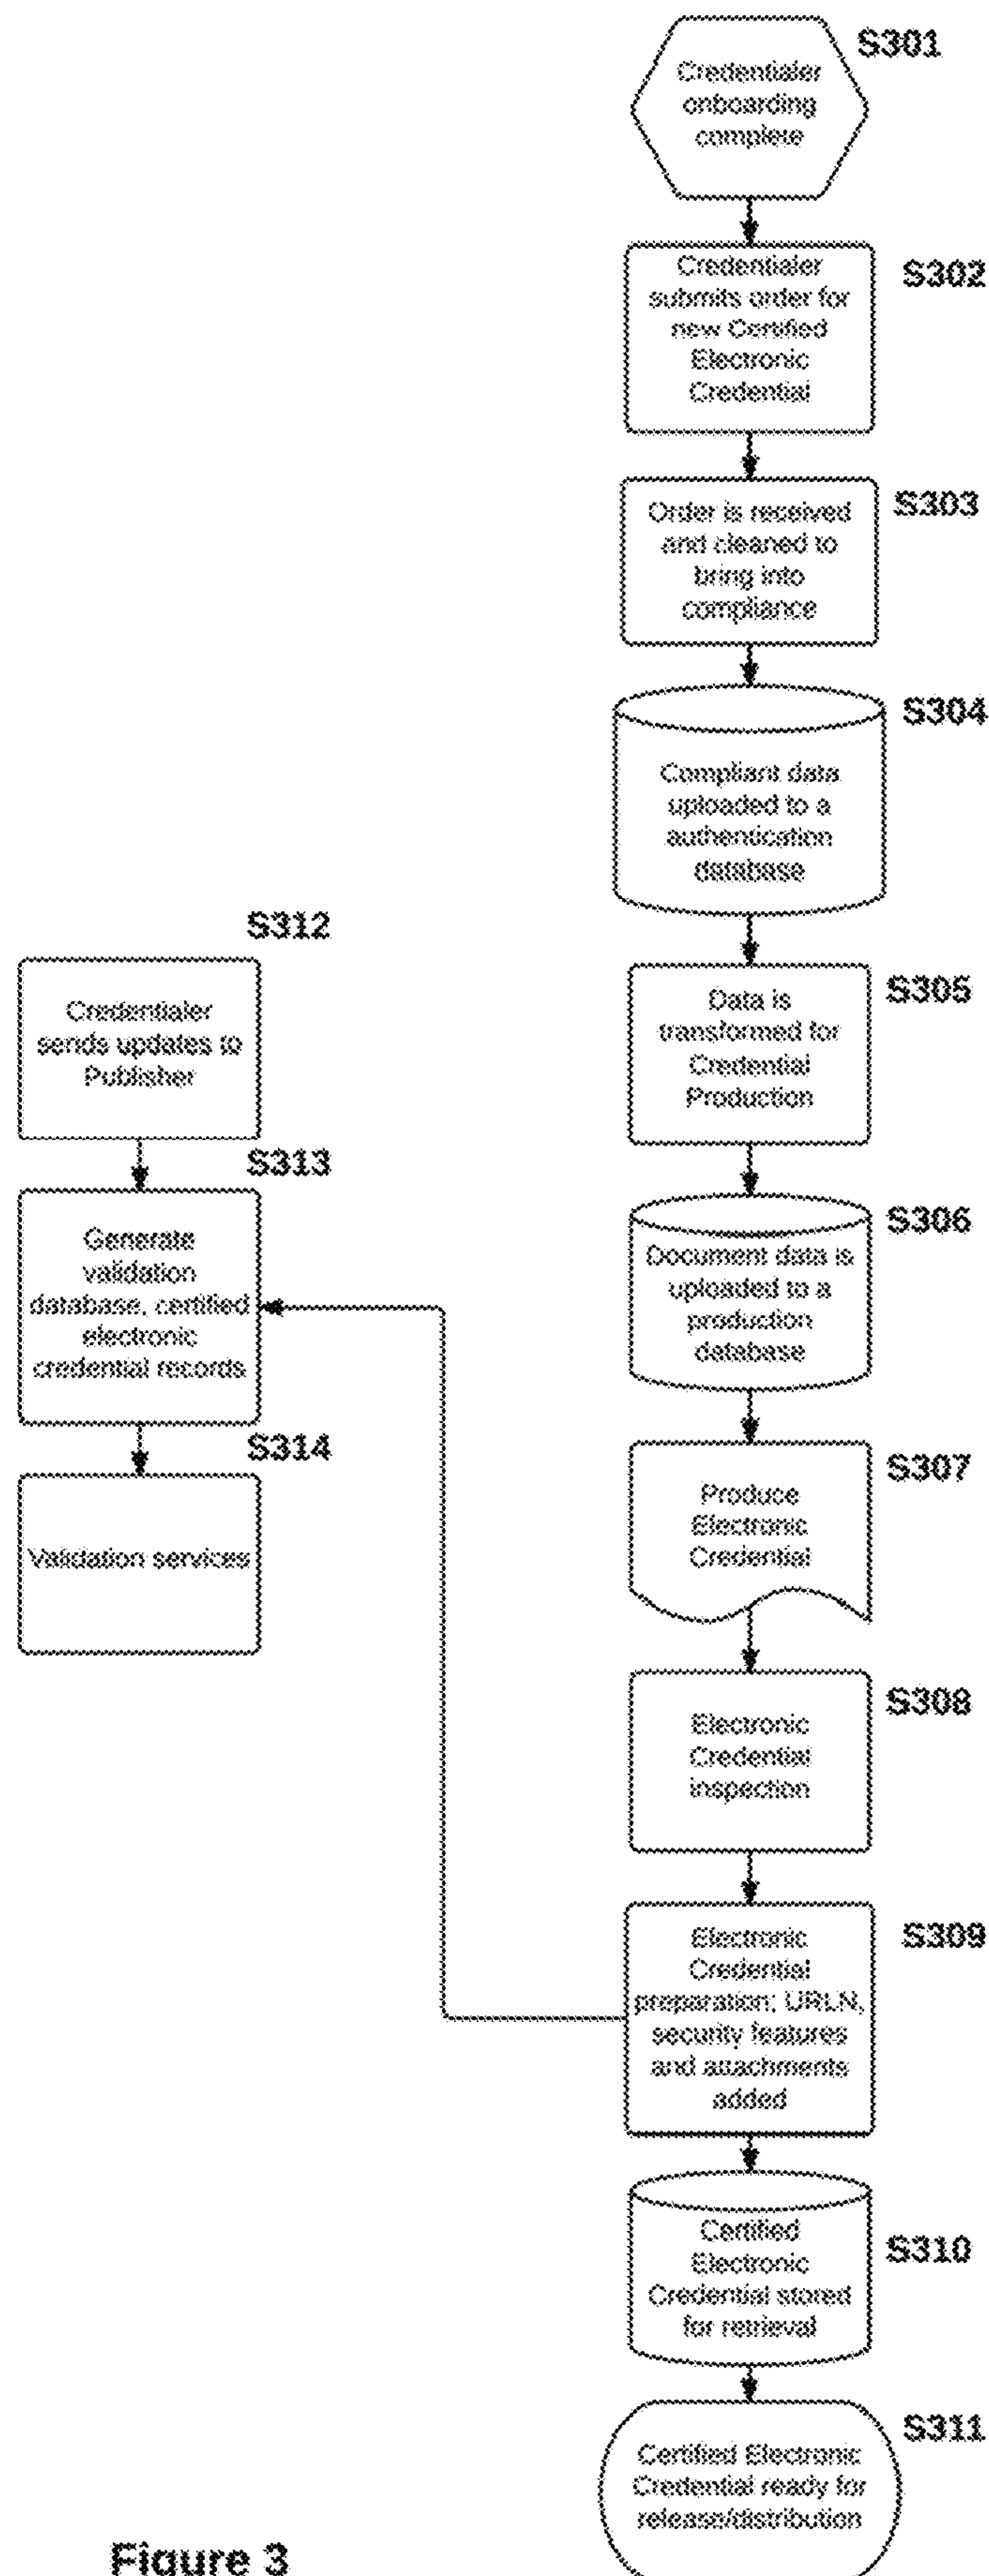 S301
Credentialer
onboarding
complete
S302
Credentialer
submits order for
new Certified
Electronic
Credential
S303
Order is received
and cleaned to
bring into
compliance
S304
Compliant data
uploaded to a
authentication
database
S305
Data is
transformed for
Credential
Production
S306
Document data is
uploaded to a
production
database
S307
Produce
Electronic
Credential
S308
Electronic
Credential
inspection
S309
Electronic
Credential
preparation; URLN,
security features
and attachments
added
S310
Certified
Electronic
Credential stored
for retrieval
S311
Certified Electronic
Credential ready for
release/distribution
S312
Credentialer
sends updates to
Publisher
S313
Generate
validation
database, certified
electronic
credential records
S314
Validation services
Figure 3